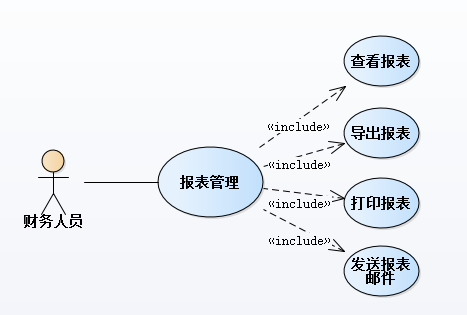 查看报表
«include»
导出报表
«include»
报表管理
«include»
打印报表
财务人员
«include»
发送报表
邮件